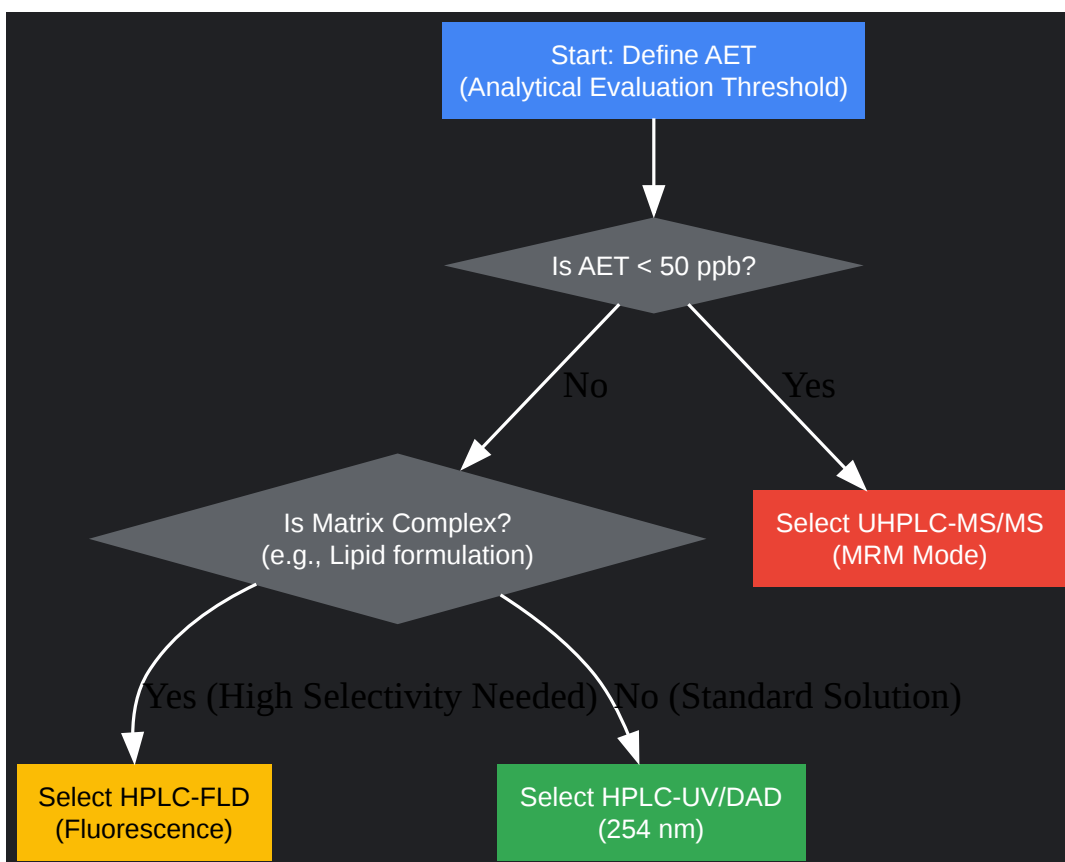 Start: Define AET
(Analytical Evaluation Threshold)
Is AET < 50 ppb?
No
Yes
Is Matrix Complex?
(e.g., Lipid formulation)
Select UHPLC-MS/MS
(MRM Mode)
Yes (High Selectivity Needed)
No (Standard Solution)
Select HPLC-FLD
(Fluorescence)
Select HPLC-UV/DAD
(254 nm)